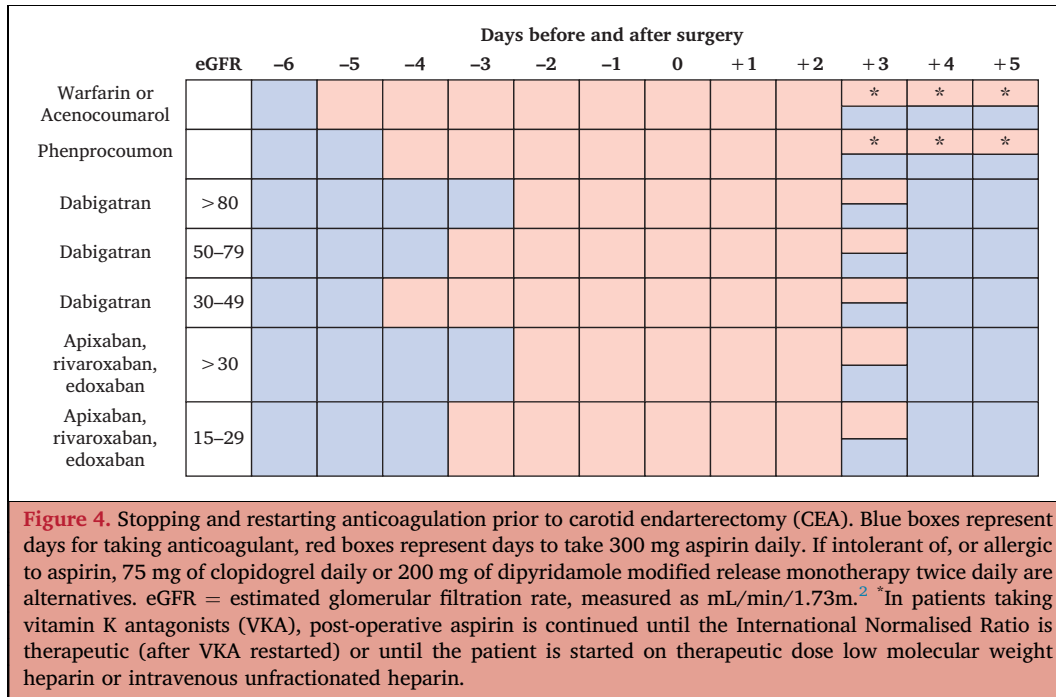 Days before and after surgery
eGFR –6 –5 –4 –3 –2 –1 0 +1 +2 +3 +4 +5
Warfarin or
Acenocoumarol
* * *
Phenprocoumon
* * *
Dabigatran >80
Dabigatran 50–79
Dabigatran 30–49
Apixaban,
rivaroxaban,
edoxaban
>30
Apixaban,
rivaroxaban,
edoxaban
15–29
Figure 4. Stopping and restarting anticoagulation prior to carotid endarterectomy (CEA). Blue boxes represent
days for taking anticoagulant, red boxes represent days to take 300 mg aspirin daily. If intolerant of, or allergic
to aspirin, 75 mg of clopidogrel daily or 200 mg of dipyridamole modified release monotherapy twice daily are
alternatives. eGFR = estimated glomerular filtration rate, measured as mL/min/1.73m.² *In patients taking
vitamin K antagonists (VKA), post-operative aspirin is continued until the International Normalised Ratio is
therapeutic (after VKA restarted) or until the patient is started on therapeutic dose low molecular weight
heparin or intravenous unfractionated heparin.